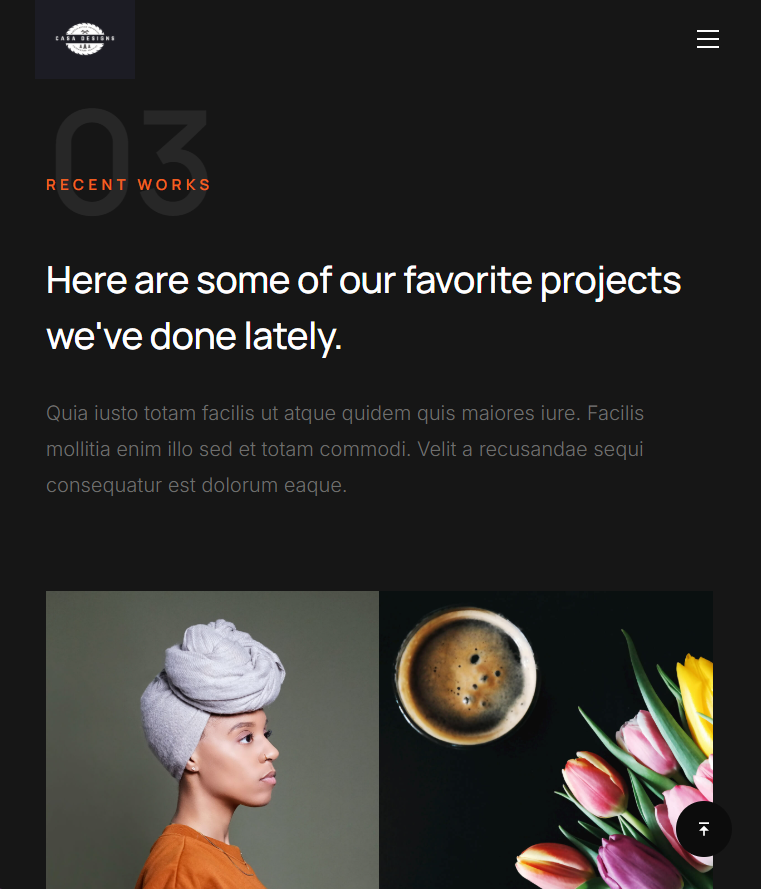 CASA DESIGNS
03
RECENT WORKS
Here are some of our favorite projects
we've done lately.
Quia iusto totam facilis ut atque quidem quis maiores iure. Facilis
mollitia enim illo sed et totam commodi. Velit a recusandae sequi
consequatur est dolorum eaque.